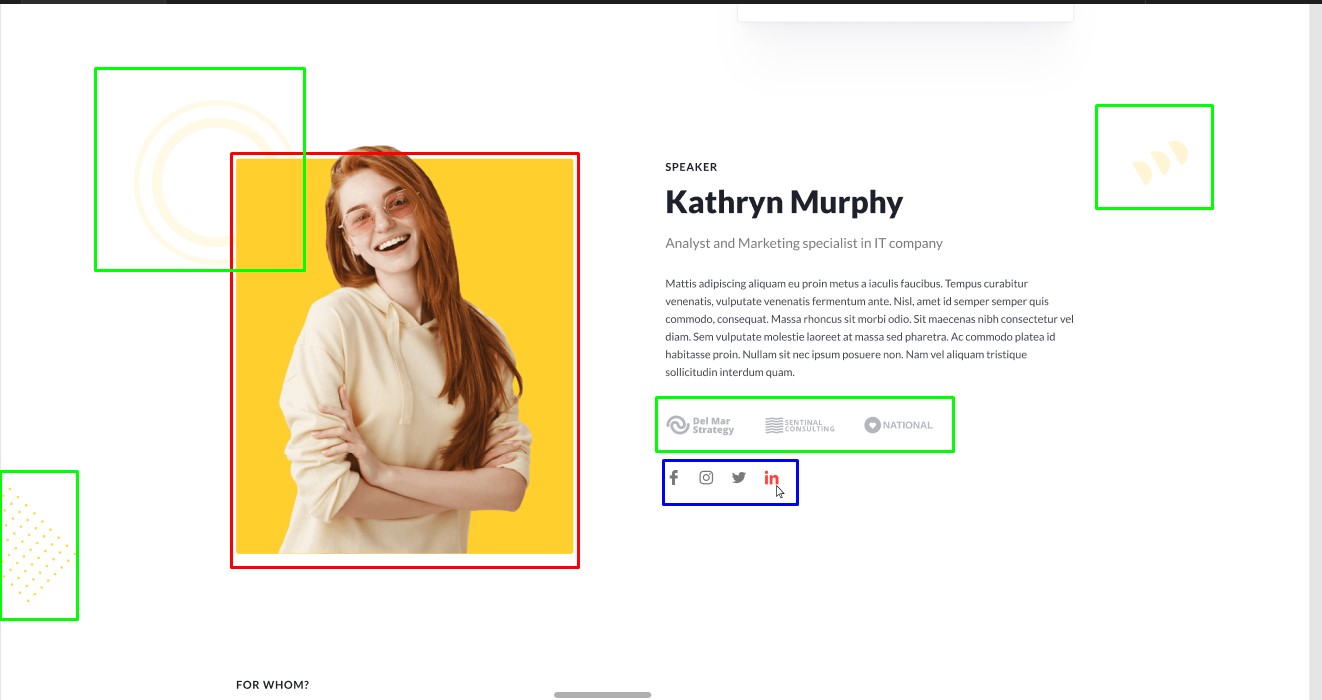 SPEAKER
Kathryn Murphy
Analyst and Marketing specialist in IT company
Mattis adipiscing aliquam eu proin metus a iaculis faucibus. Tempus curabitur
venenatis, vulputate venenatis fermentum ante. Nisl, amet id semper semper quis
commodo, consequat. Massa rhoncus sit morbi odio. Sit maecenas nibh consectetur vel
diam. Sem vulputate molestie laoreet at massa sed pharetra. Ac commodo platea id
habitasse proin. Nullam sit nec ipsum posuere non. Nam vel aliquam tristique
sollicitudin interdum quam.
Del Mar
Strategy
SENTINAL
CONSULTING
NATIONAL
in
FOR WHOM?